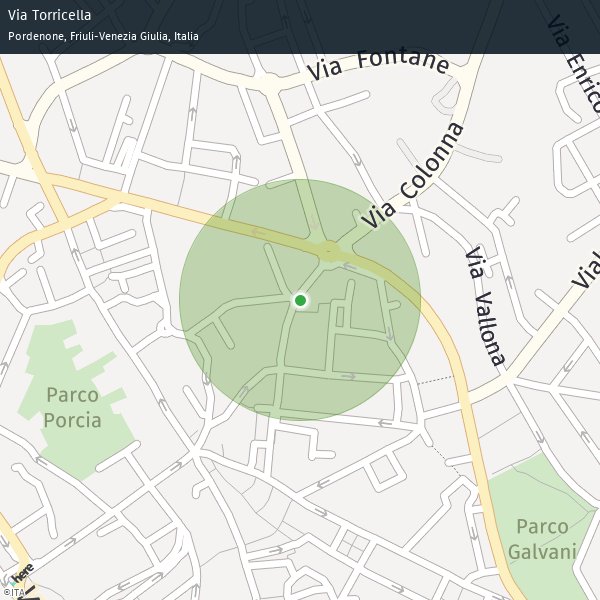 Via Torricella
Pordenone, Friuli-Venezia Giulia, Italia
Via Fontane
Via Enrico
Via Colonna
Via Vallona
Parco
Porcia
Parco
Galvani
here
©ITA